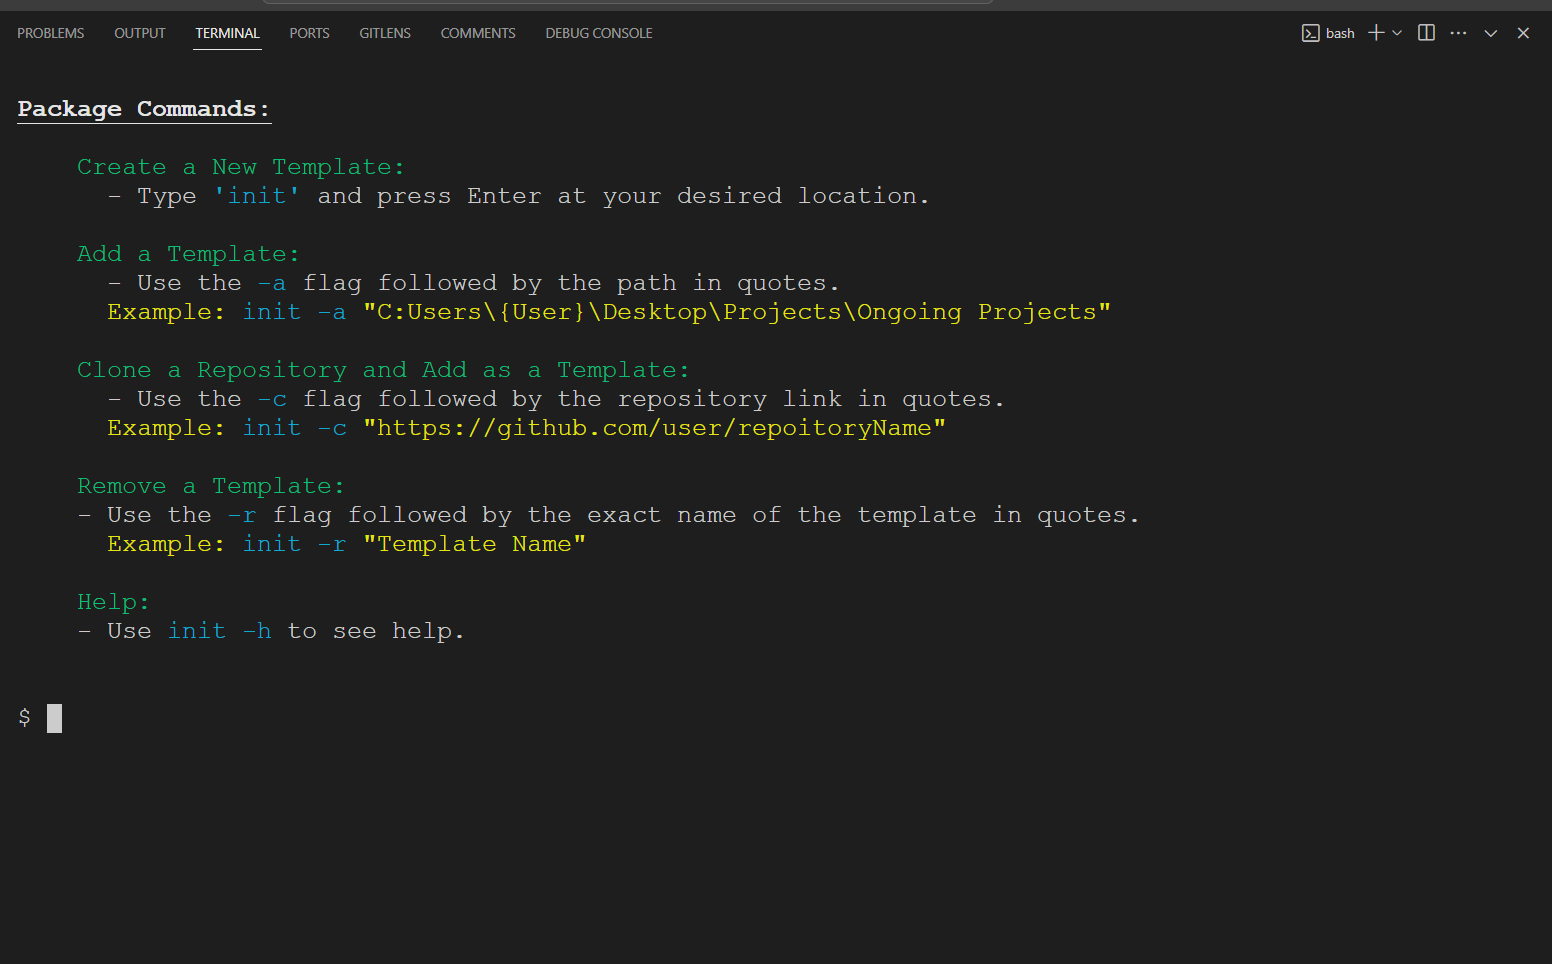 PROBLEMS OUTPUT TERMINAL PORTS GITLENS COMMENTS DEBUG CONSOLE bash
Package Commands:
Create a New Template:
- Type 'init' and press Enter at your desired location.
Add a Template:
- Use the -a flag followed by the path in quotes.
Example: init -a "C:Users\{User}\Desktop\Projects\Ongoing Projects"
Clone a Repository and Add as a Template:
- Use the -c flag followed by the repository link in quotes.
Example: init -c "https://github.com/user/repoitoryName"
Remove a Template:
- Use the -r flag followed by the exact name of the template in quotes.
Example: init -r "Template Name"
Help:
- Use init -h to see help.
$